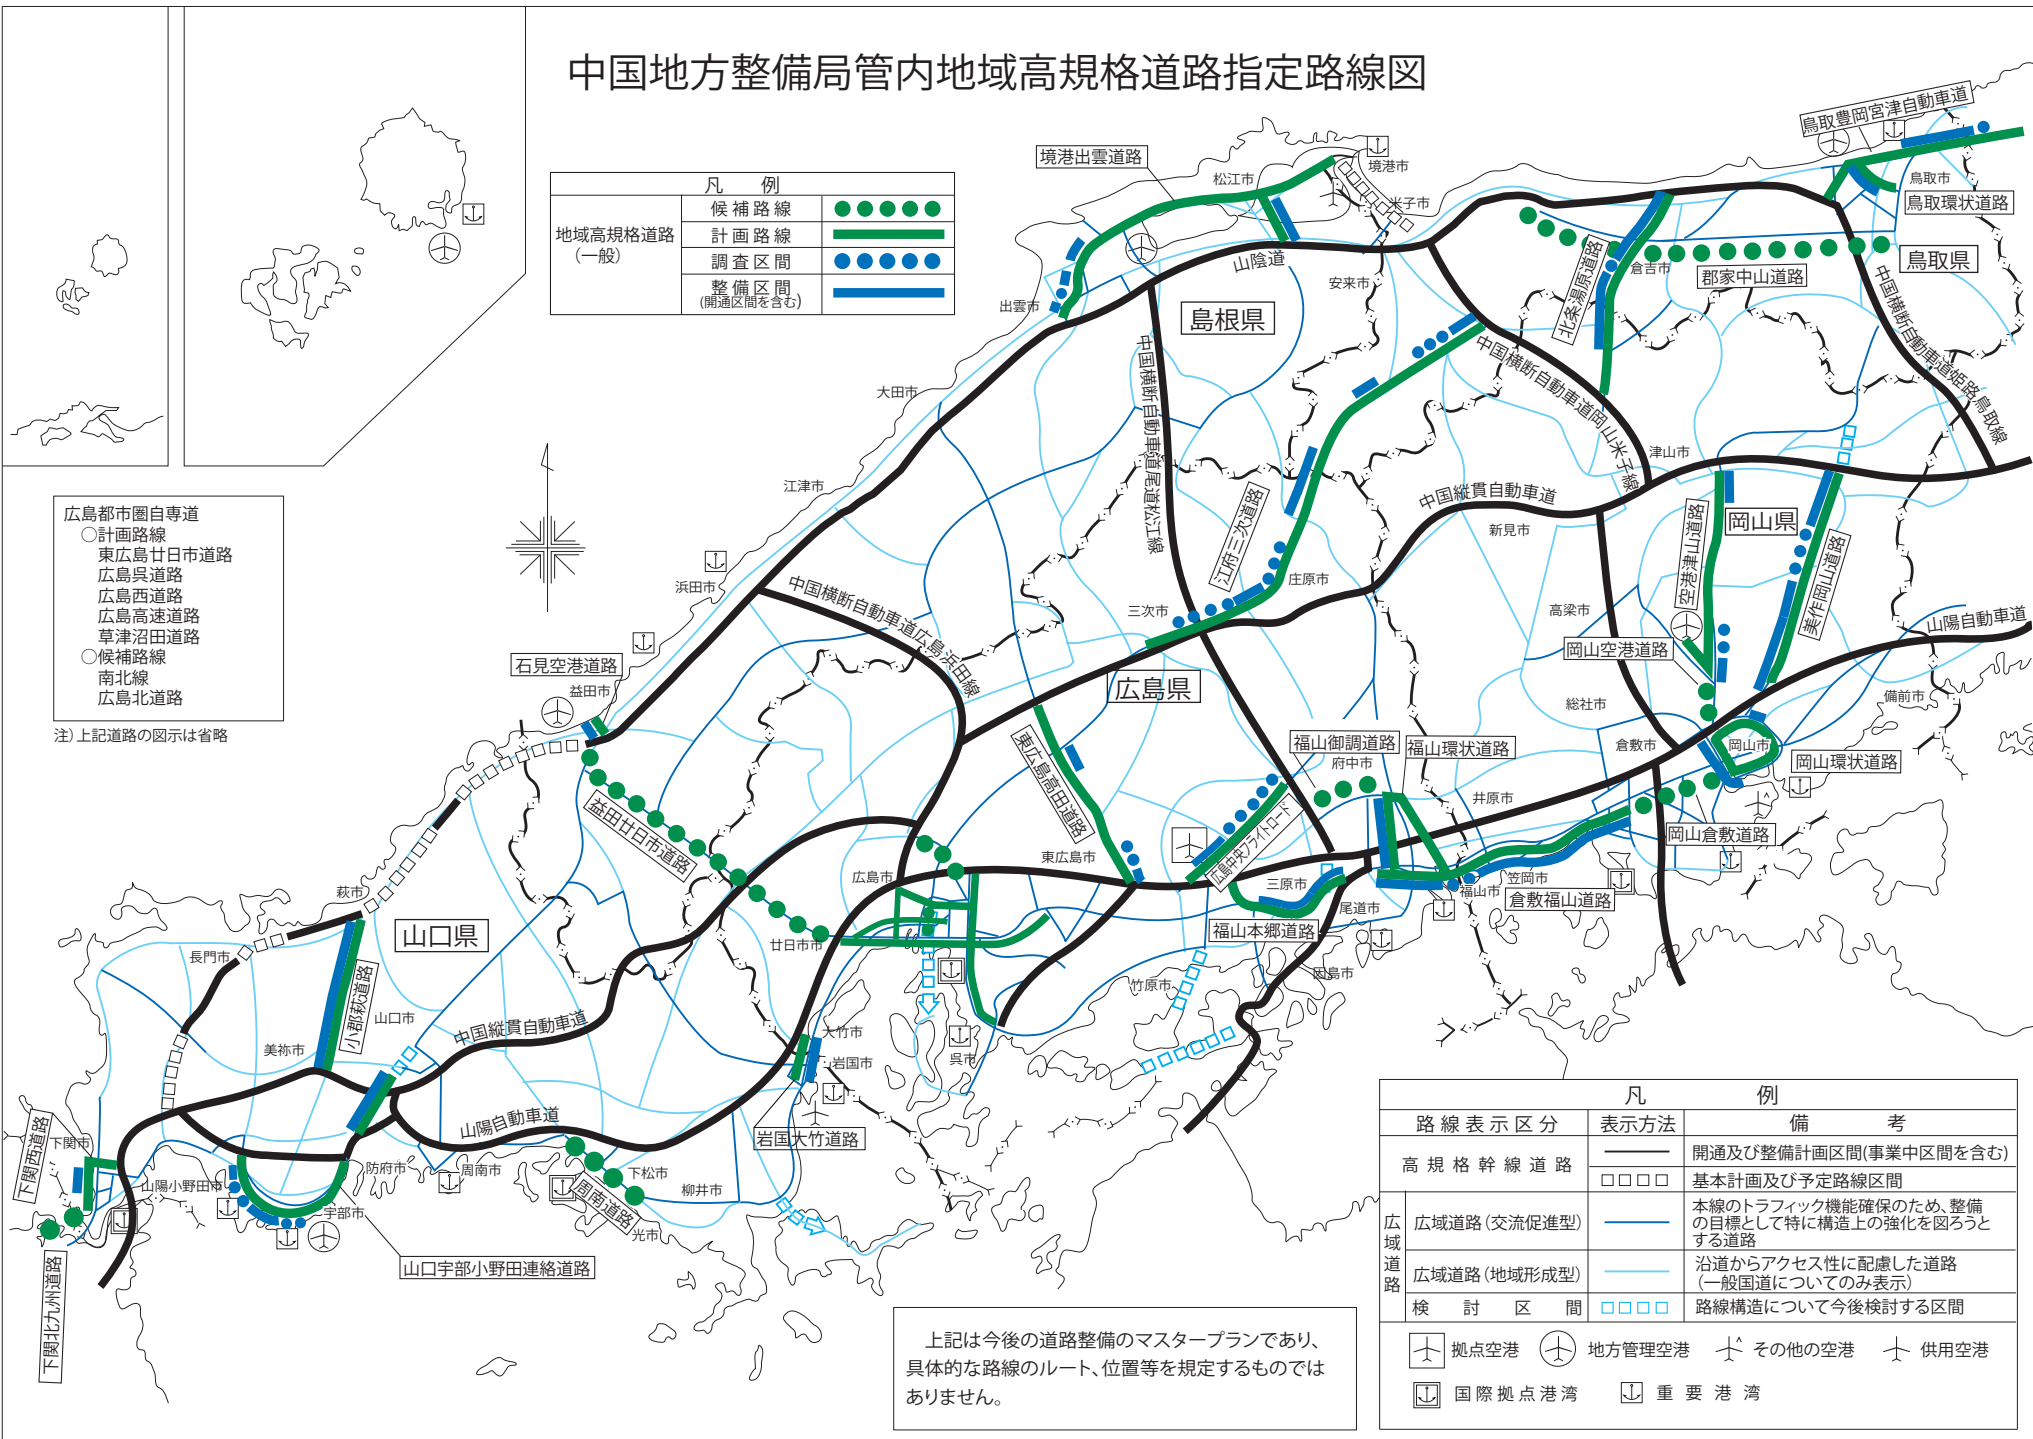 中国地方整備局管内地域高規格道路指定路線図
凡 例
地域高規格道路
（一般）
候補路線
計画路線
調査区間
整備区間
(開通区間を含む)
広島都市圏自専道
○計画路線
東広島廿日市道路
広島呉道路
広島西道路
広島高速道路
草津沼田道路
○候補路線
南北線
広島北道路
注）上記道路の図示は省略
鳥取豊岡宮津自動車道
境港出雲道路
境港市
松江市
米子市
鳥取市
鳥取環状道路
鳥取県
山陰道
安来市
出雲市
島根県
北条湯原道路
倉吉市
郡家中山道路
中国横断自動車道姫路鳥取線
中国横断自動車道尾道松江線
中国横断自動車道岡山米子線
大田市
津山市
江津市
中国縦貫自動車道
新見市
江府三次道路
空港津山道路
岡山県
美作岡山道路
浜田市
中国横断自動車道広島浜田線
三次市
庄原市
高梁市
山陽自動車道
石見空港道路
益田市
広島県
岡山空港道路
総社市
備前市
東広島高田道路
福山御調道路
福山環状道路
府中市
倉敷市
岡山市
岡山環状道路
井原市
益田廿日市道路
広島中央フライトロード
岡山倉敷道路
東広島市
広島市
三原市
福山市
笠岡市
倉敷福山道路
萩市
山口県
尾道市
福山本郷道路
廿日市市
長門市
小郡萩道路
因島市
竹原市
山口市
中国縦貫自動車道
大竹市
美祢市
岩国市
呉市
山陽自動車道
岩国大竹道路
下関西道路
下関市
防府市
周南市
下松市
柳井市
山陽小野田市
宇部市
周南道路
光市
山口宇部小野田連絡道路
下関北九州道路
上記は今後の道路整備のマスタープランであり、
具体的な路線のルート、位置等を規定するものでは
ありません。
凡 例
路線表示区分 表示方法 備 考
高規格幹線道路
開通及び整備計画区間(事業中区間を含む)
基本計画及び予定路線区間
広域道路
広域道路（交流促進型）
本線のトラフィック機能確保のため、整備
の目標として特に構造上の強化を図ろうと
する道路
広域道路（地域形成型）
沿道からアクセス性に配慮した道路
（一般国道についてのみ表示）
検 討 区 間
路線構造について今後検討する区間
拠点空港 地方管理空港 その他の空港 供用空港
国際拠点港湾 重要港湾